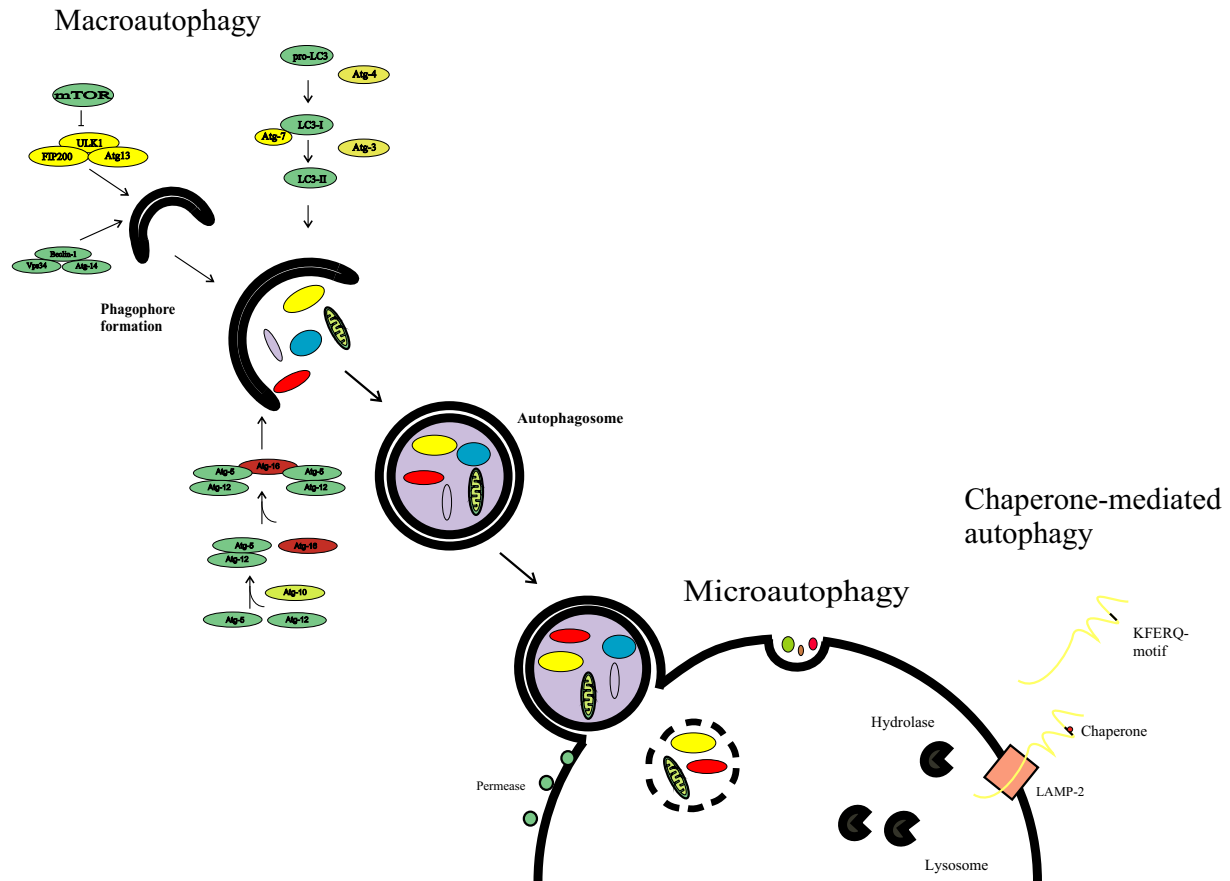 Macroautophagy
pro-LC3
Atg-4
mTOR
LC3-I
Atg-7
ULK1
FIP200
Atg13
Atg-3
LC3-II
Beclin-1
Vps34
Atg-14
Phagophore
formation
Autophagosome
Atg-5
Atg-16
Atg-5
Atg-12
Atg-12
Atg-5
Atg-16
Atg-12
Atg-10
Atg-5
Atg-12
Chaperone-mediated
autophagy
Microautophagy
KFERQ-
motif
Hydrolase
Chaperone
Permease
LAMP-2
Lysosome